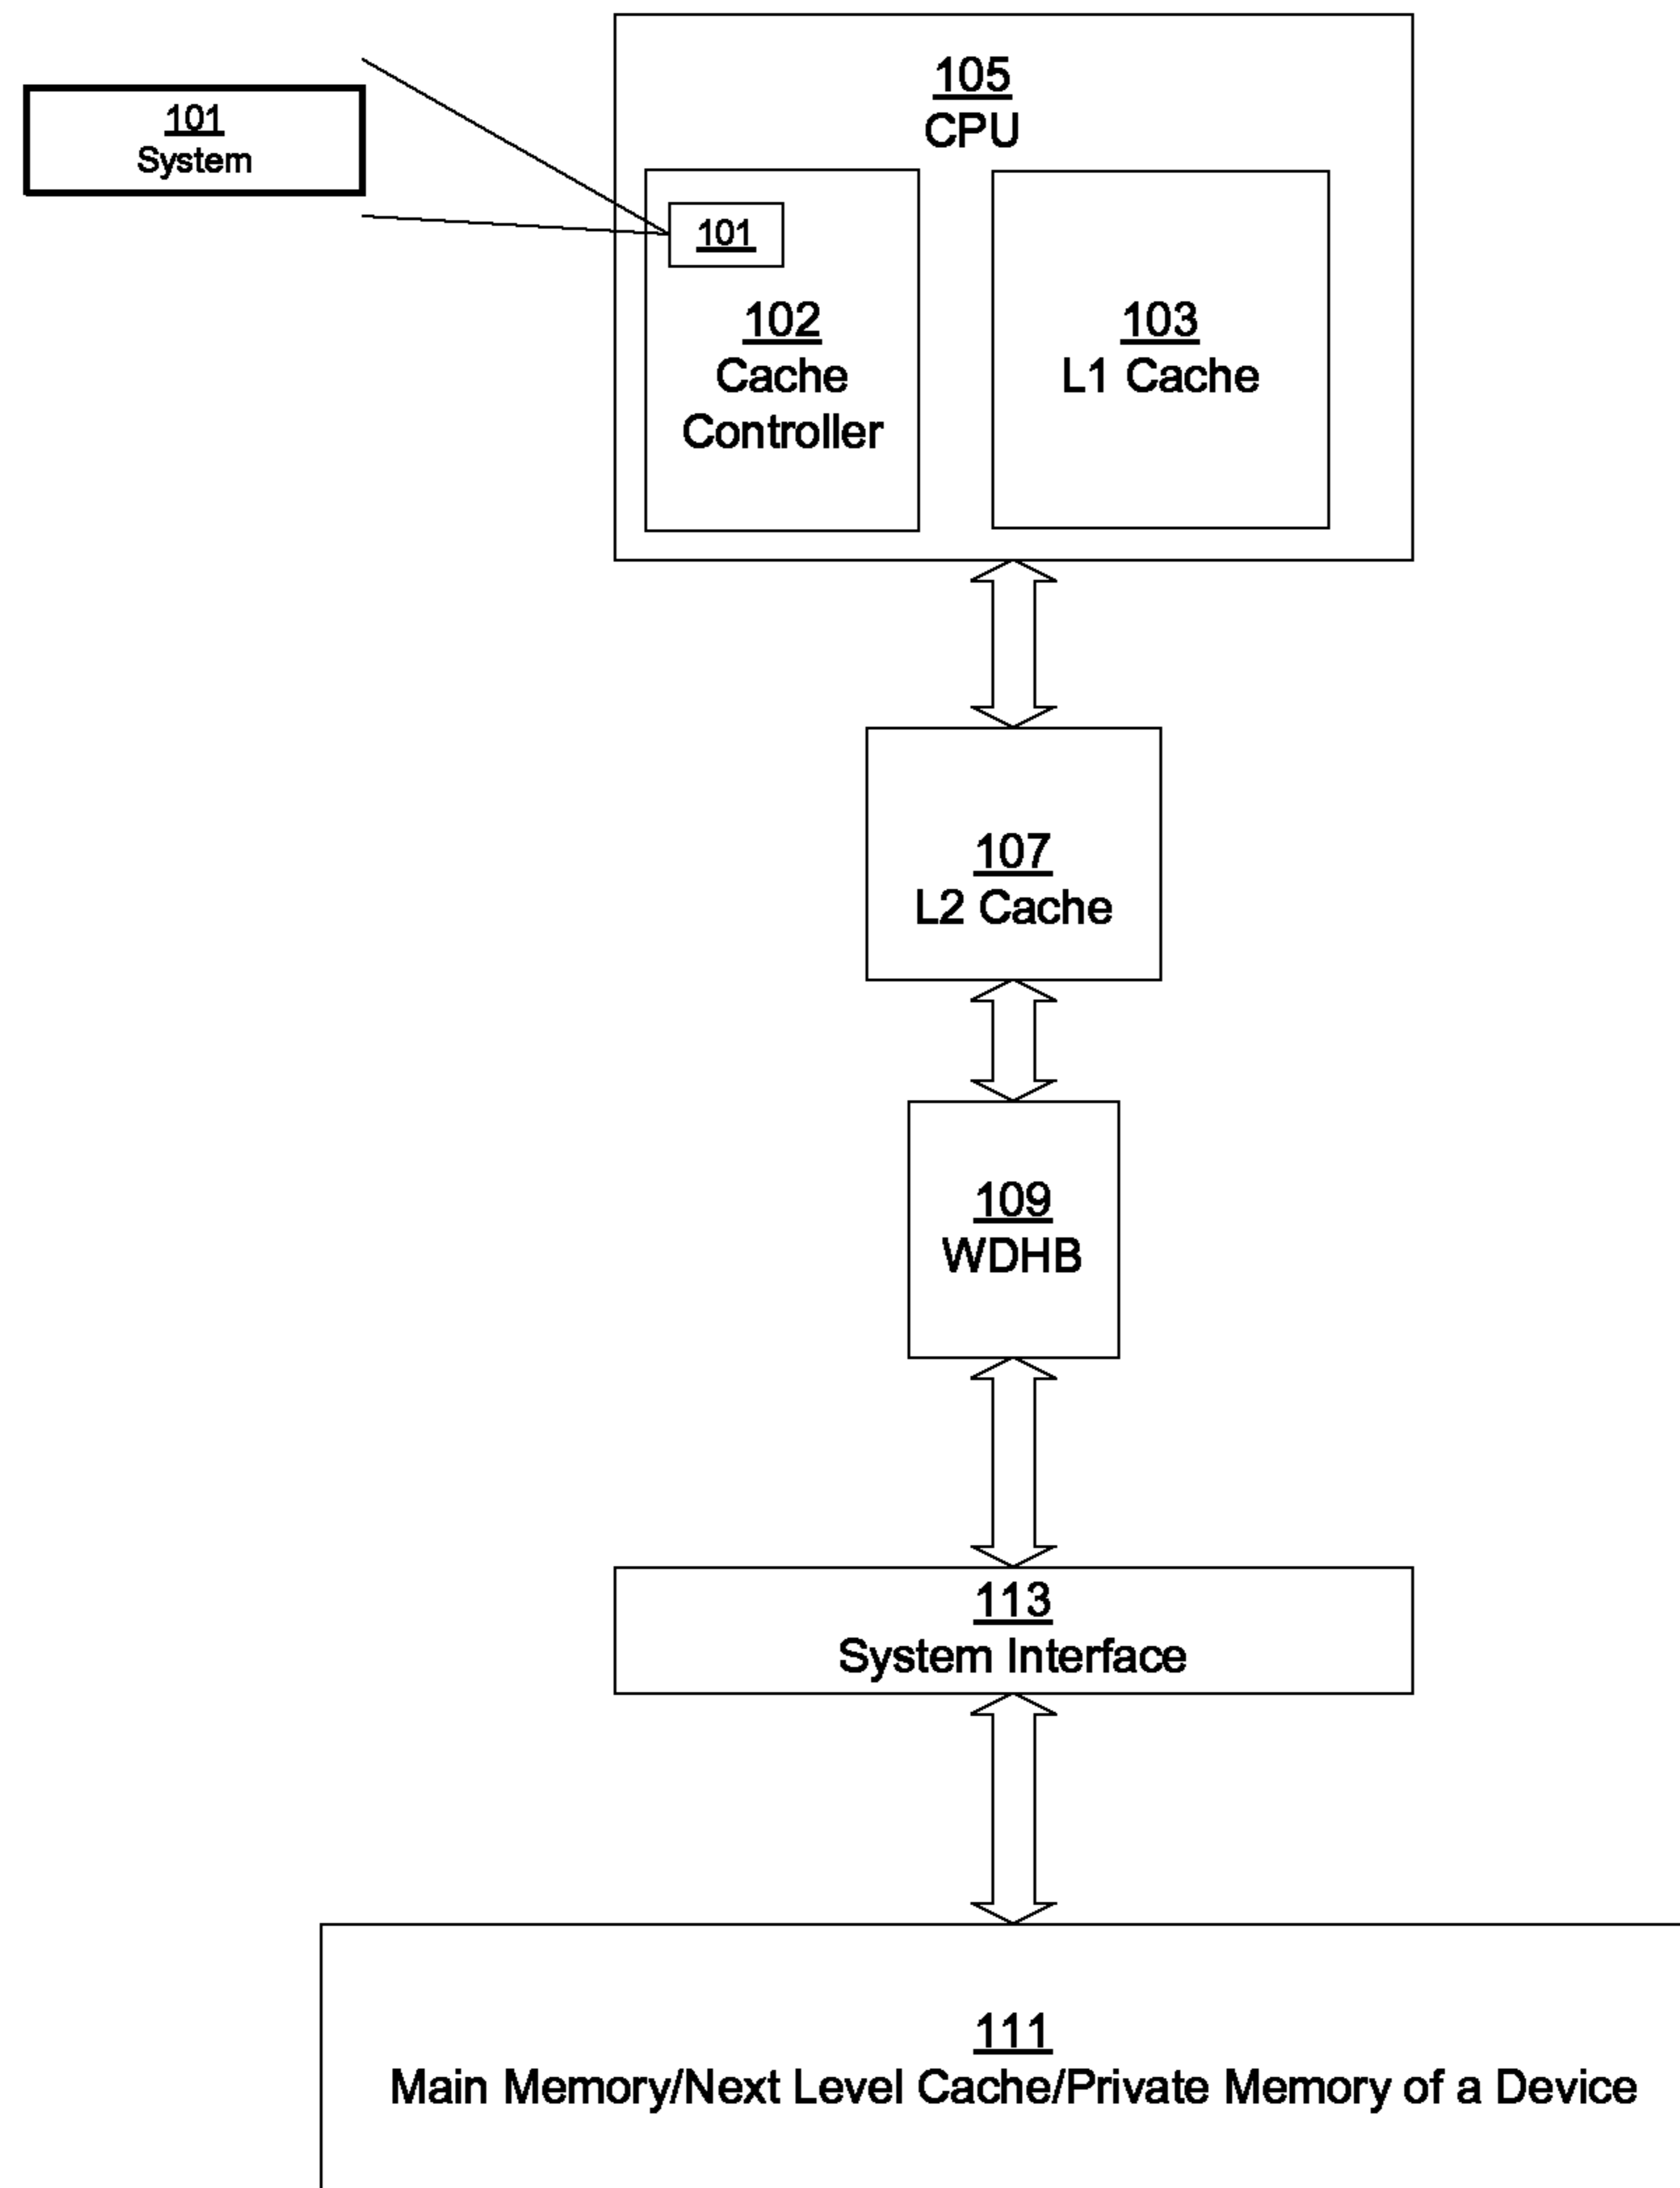 101
System
105
CPU
101
102
Cache
Controller
103
L1 Cache
107
L2 Cache
109
WDHB
113
System Interface
111
Main Memory/Next Level Cache/Private Memory of a Device